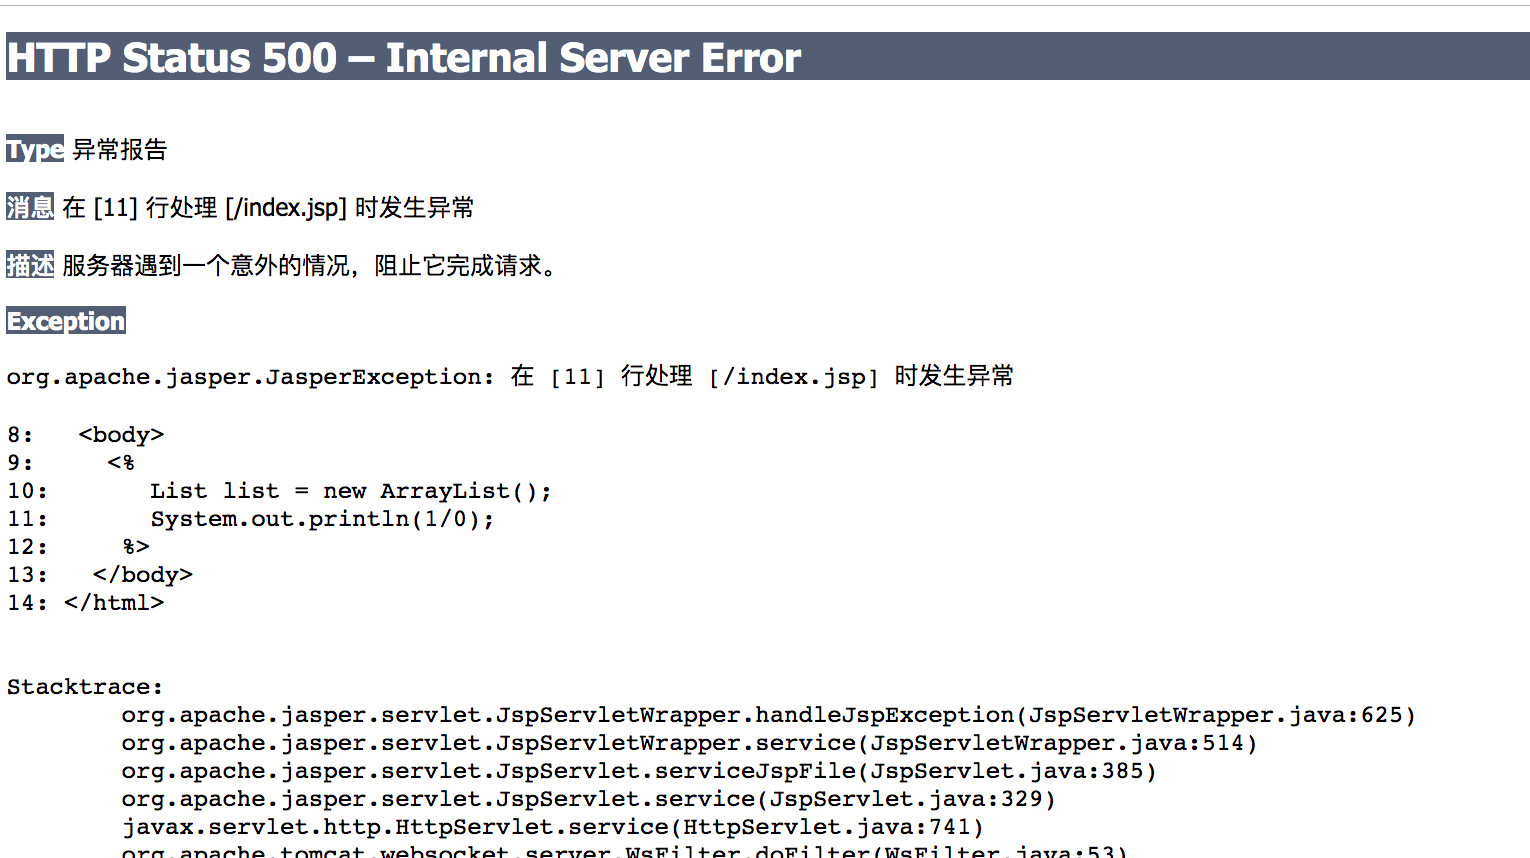 HTTP Status 500 – Internal Server Error
Type 异常报告
消息 在 [11] 行处理 [/index.jsp] 时发生异常
描述 服务器遇到一个意外的情况，阻止它完成请求。
Exception
org.apache.jasper.JasperException: 在 [11] 行处理 [/index.jsp] 时发生异常
8:   <body>
9:     <%
10:       List list = new ArrayList();
11:       System.out.println(1/0);
12:     %>
13:   </body>
14: </html>
Stacktrace:
org.apache.jasper.servlet.JspServletWrapper.handleJspException(JspServletWrapper.java:625)
org.apache.jasper.servlet.JspServletWrapper.service(JspServletWrapper.java:514)
org.apache.jasper.servlet.JspServlet.serviceJspFile(JspServlet.java:385)
org.apache.jasper.servlet.JspServlet.service(JspServlet.java:329)
javax.servlet.http.HttpServlet.service(HttpServlet.java:741)
org.apache.tomcat.websocket.server.WsFilter.doFilter(WsFilter.java:53)